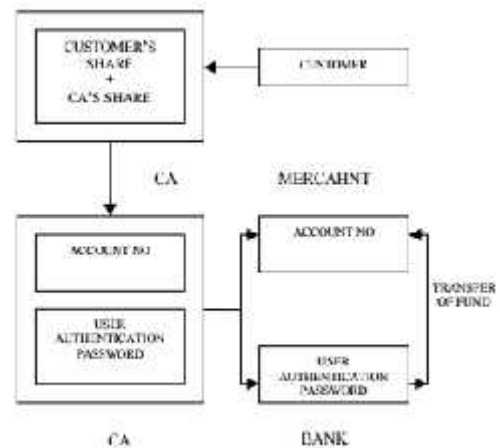 CUSTOMER'S
SHARE
+
CA'S SHARE
CUSTOMER
CA
MERCAHNT
ACCOUNT NO
USER
AUTHENTICATION
PASSWORD
ACCOUNT NO
TRANSFER
OF FUND
USER
AUTHENTICATION
PASSWORD
CA
BANK